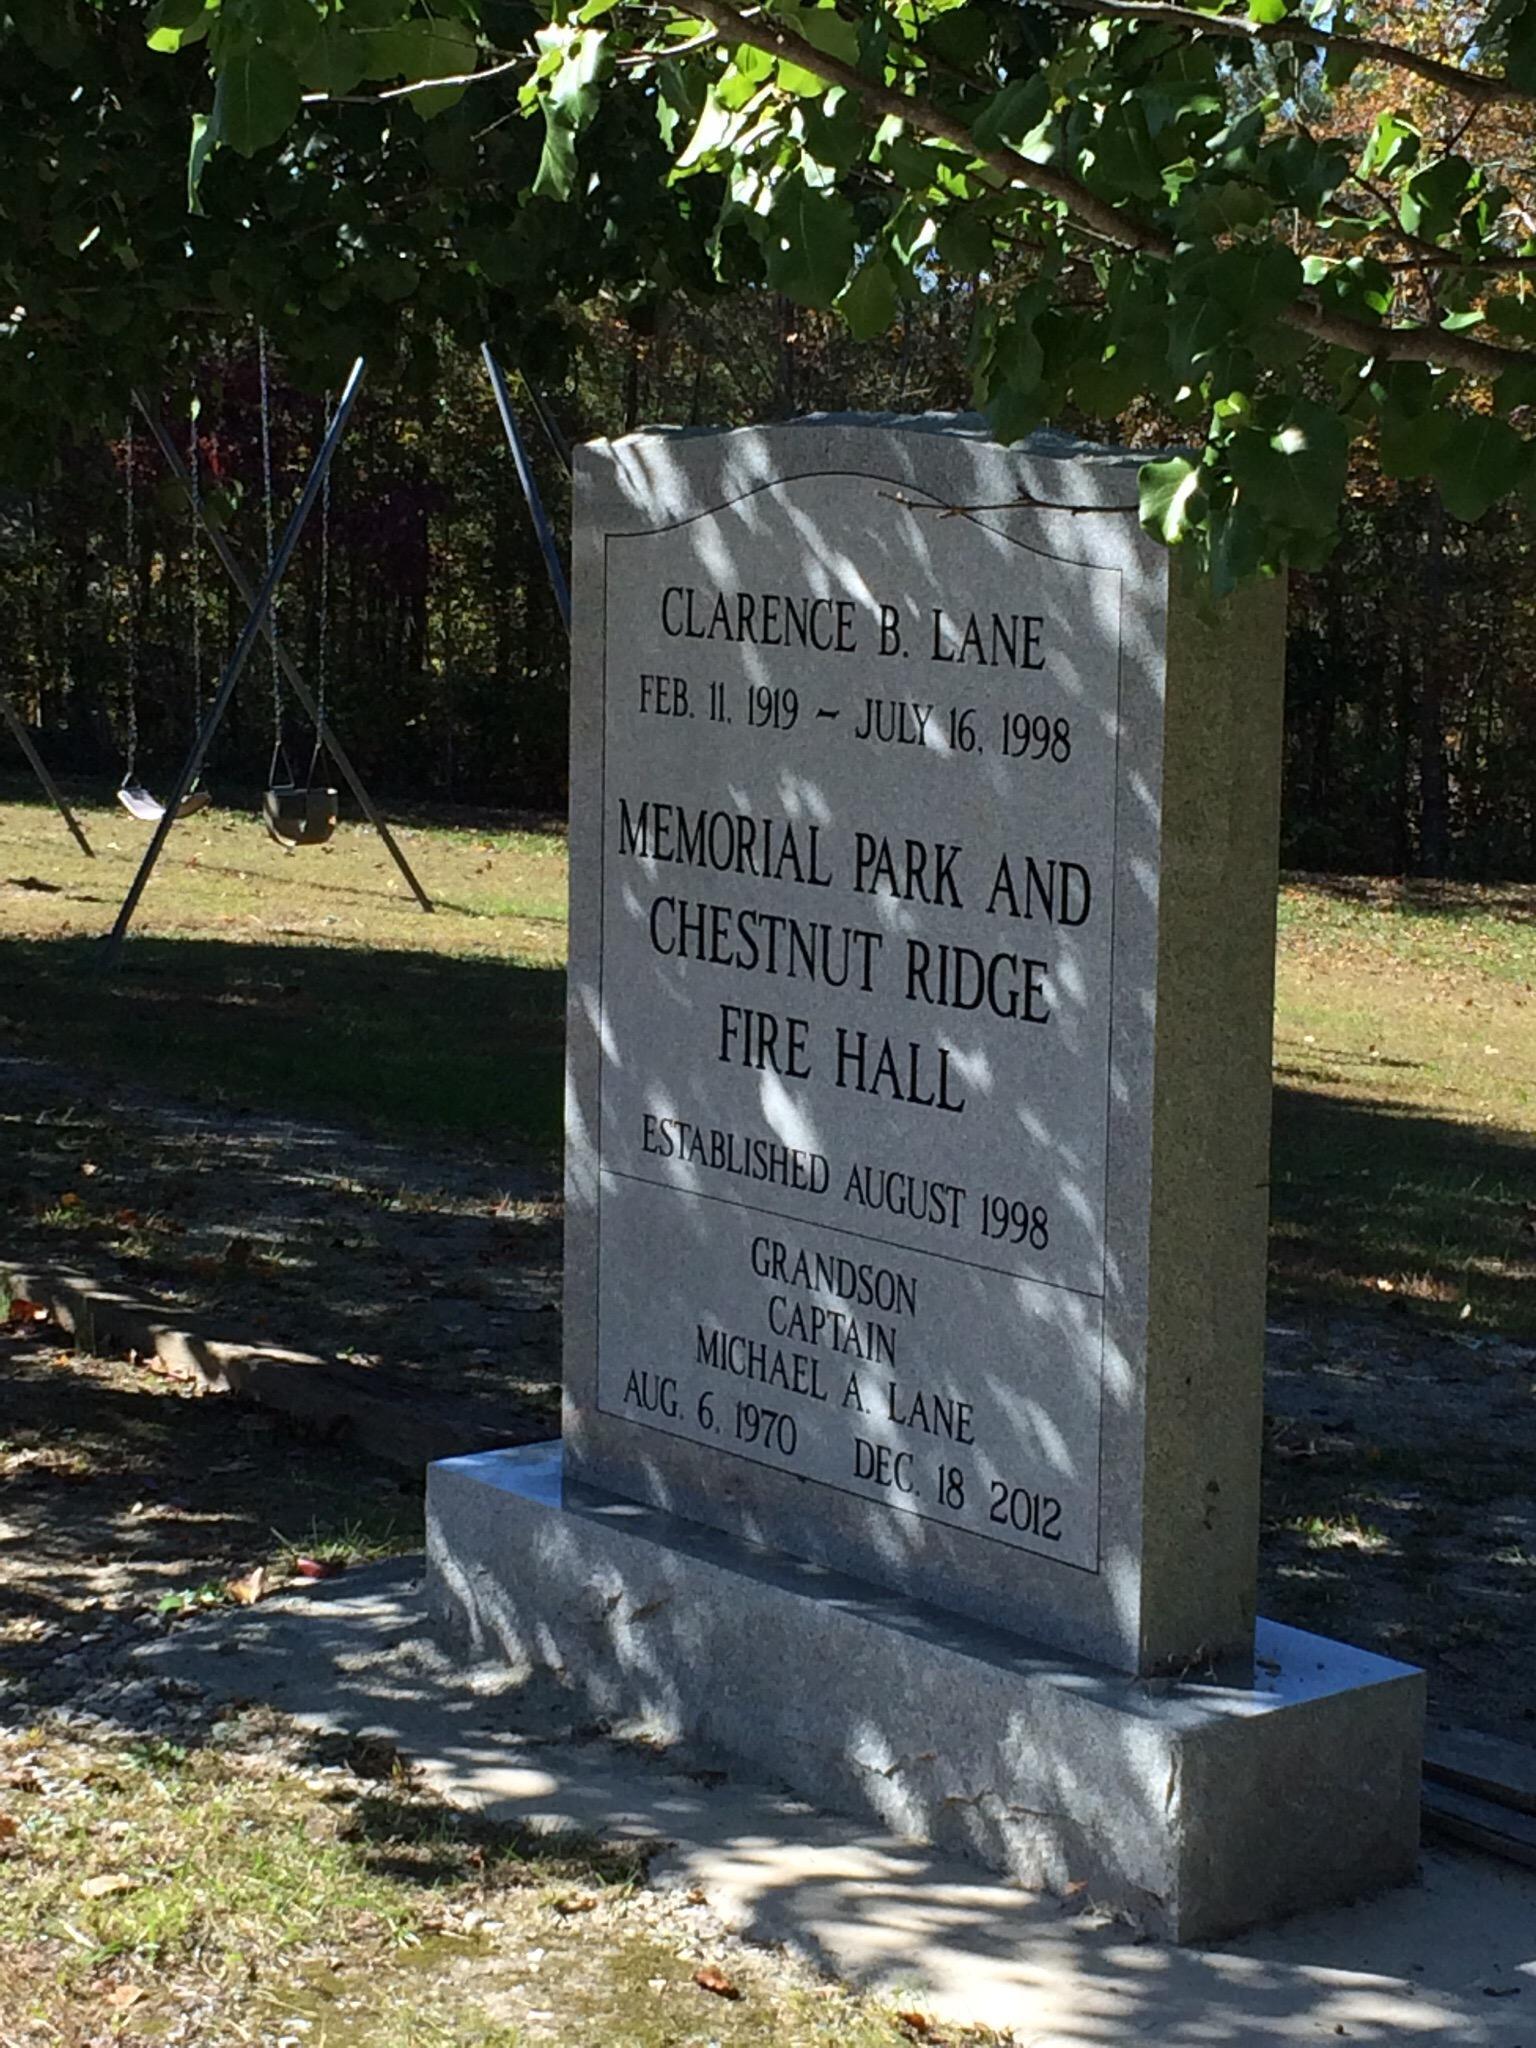 CLARENCE B. LANE
FEB. 11, 1919 ~ JULY 16, 1998
MEMORIAL PARK AND
CHESTNUT RIDGE
FIRE HALL
ESTABLISHED AUGUST 1998
GRANDSON
CAPTAIN
MICHAEL A. LANE
AUG. 6, 1970 DEC. 18 2012